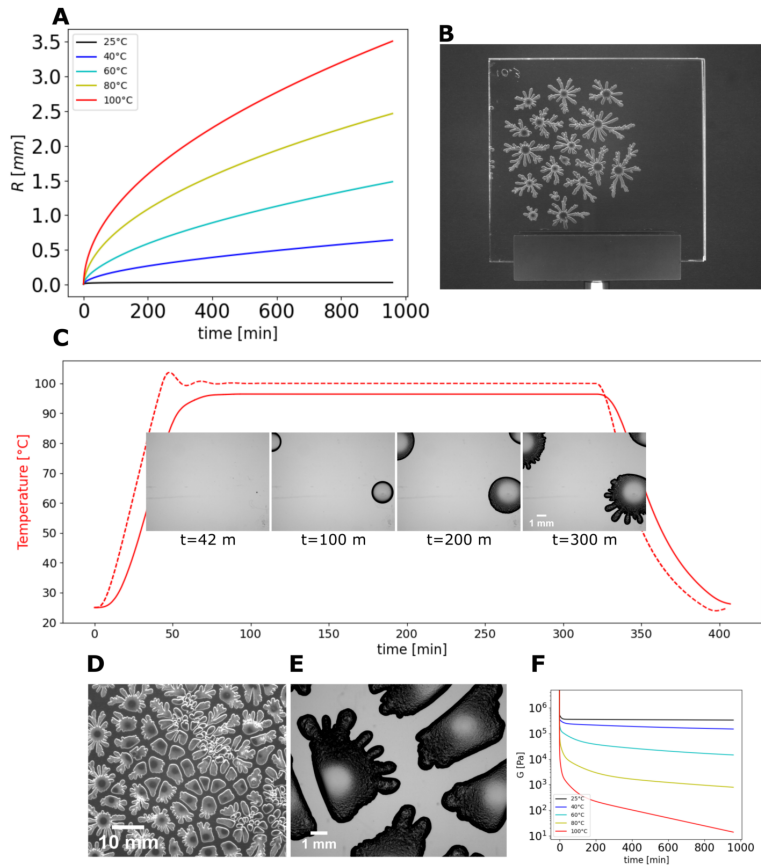 A
3.5
3.0
2.5
2.0
1.5
1.0
0.5
0.0
R [mm]
25°C
40°C
60°C
80°C
100°C
0 200 400 600 800 1000
time [min]
B
C
100
90
80
70
60
50
40
30
20
Temperature [°C]
t=42 m
t=100 m
t=200 m
t=300 m
1 mm
0 50 100 150 200 250 300 350 400
time [min]
D
10 mm
E
1 mm
F
10⁶
10⁵
10⁴
10³
10²
10¹
G [Pa]
25°C
40°C
60°C
80°C
100°C
0 200 400 600 800 1000
time [min]